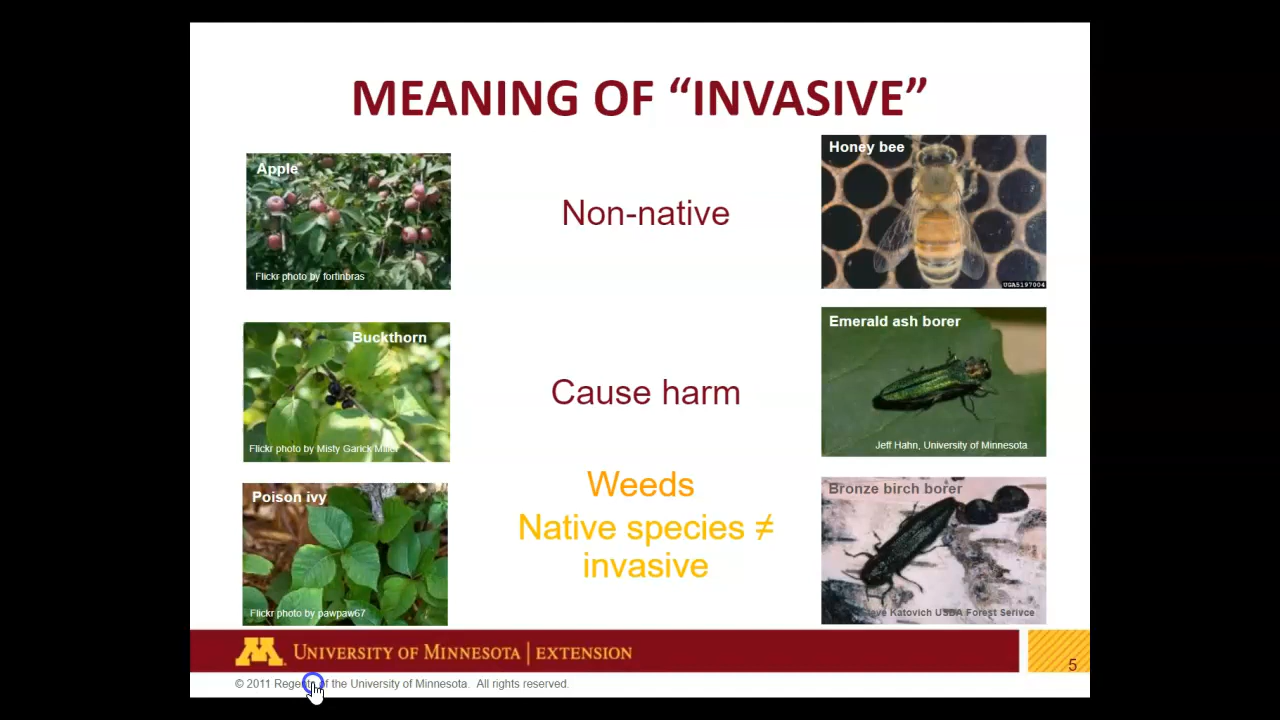 MEANING OF “INVASIVE”
Apple
Flickr photo by fortinbras
Non-native
Honey bee
UGA5197004
Buckthorn
Flickr photo by Misty Garick Miller
Cause harm
Emerald ash borer
Jeff Hahn, University of Minnesota
Poison ivy
Flickr photo by pawpaw67
Weeds
Native species ≠
invasive
Bronze birch borer
Katovich USDA Forest Serivce
M
UNIVERSITY OF MINNESOTA | EXTENSION
5
© 2011 Regents of the University of Minnesota. All rights reserved.